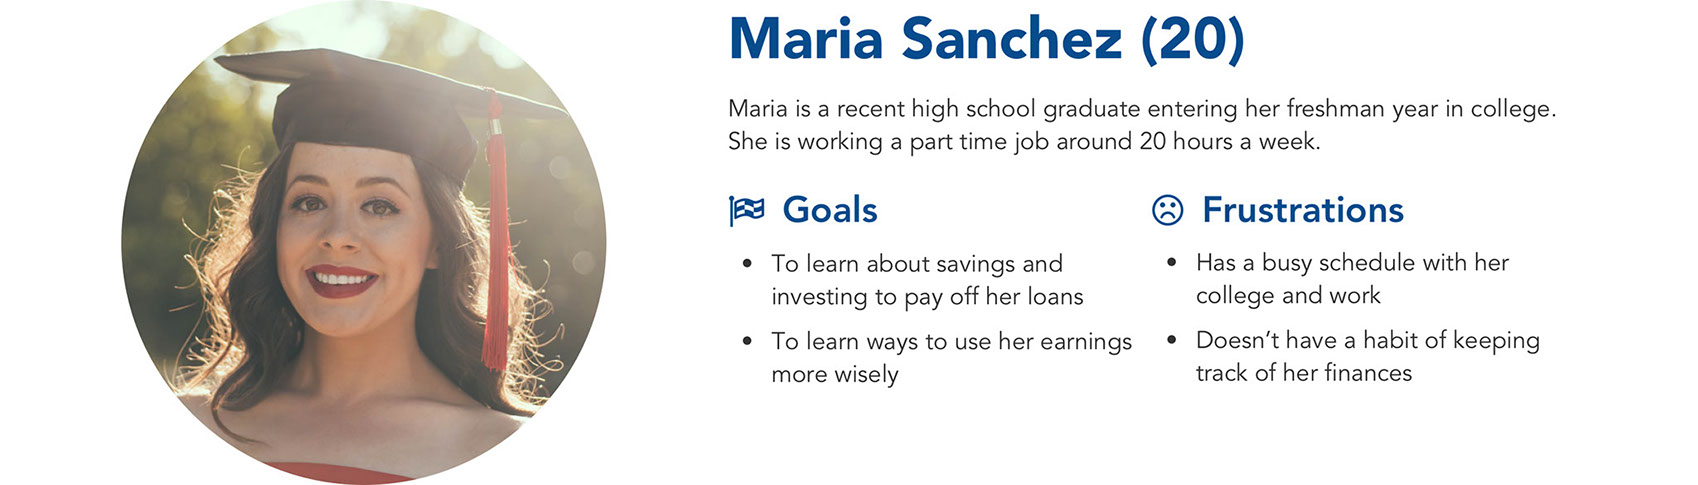 Maria Sanchez (20)
Maria is a recent high school graduate entering her freshman year in college.
She is working a part time job around 20 hours a week.
Goals
• To learn about savings and
investing to pay off her loans
• To learn ways to use her earnings
more wisely
Frustrations
• Has a busy schedule with her
college and work
• Doesn’t have a habit of keeping
track of her finances